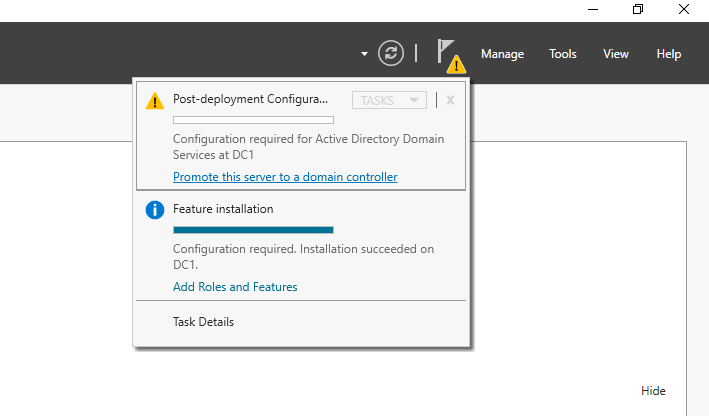 Manage Tools View Help
Post-deployment Configura... TASKS X
Configuration required for Active Directory Domain
Services at DC1
Promote this server to a domain controller
Feature installation
Configuration required. Installation succeeded on
DC1.
Add Roles and Features
Task Details
Hide